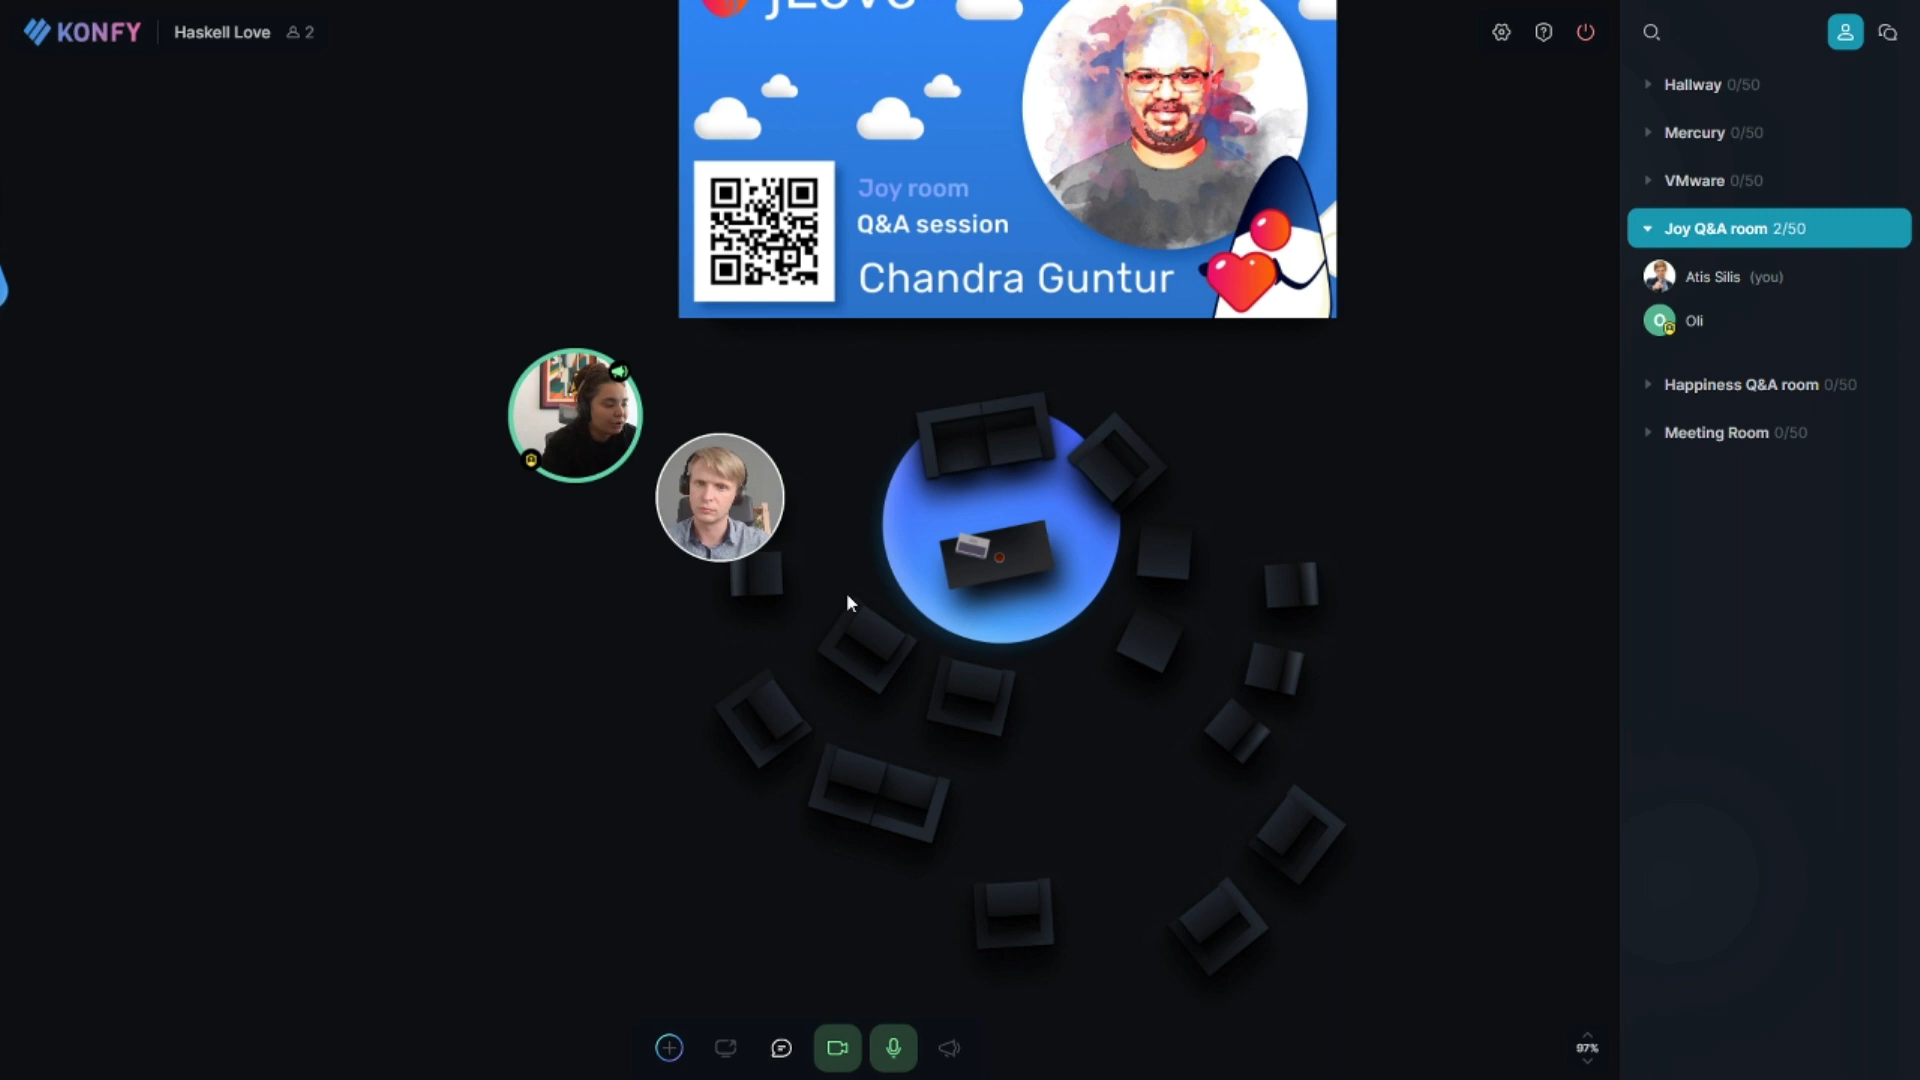 KONFY
Haskell Love
2
jLove
Joy room
Q&A session
Chandra Guntur
Hallway 0/50
Mercury 0/50
VMware 0/50
Joy Q&A room 2/50
Atis Silis (you)
O
Oli
Happiness Q&A room 0/50
Meeting Room 0/50
97%